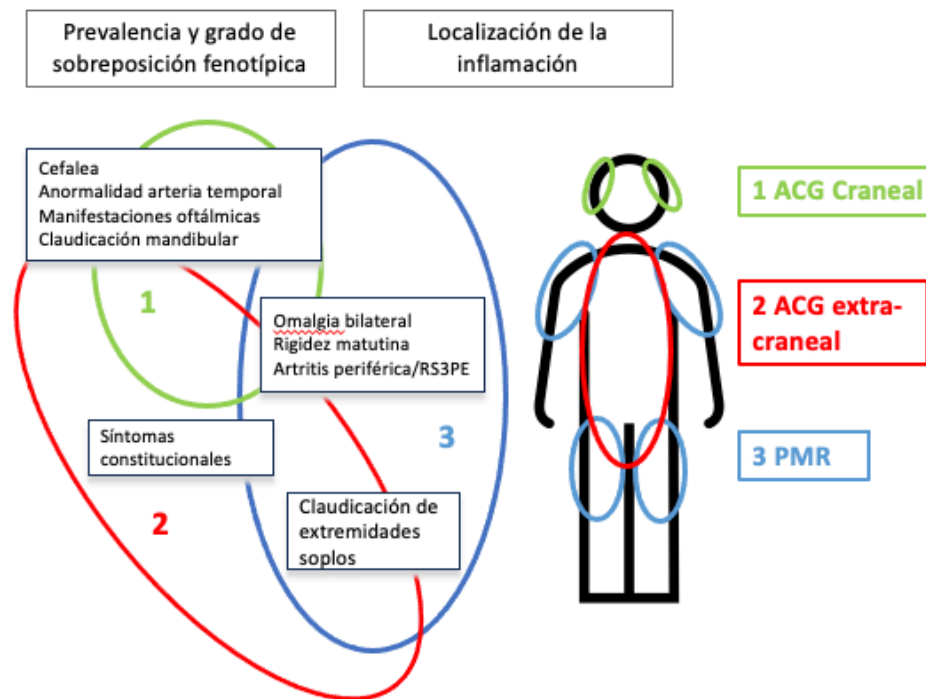 Prevalencia y grado de
sobreposición fenotípica
Localización de la
inflamación
Cefalea
Anormalidad arteria temporal
Manifestaciones oftálmicas
Claudicación mandibular
1
Omalgia bilateral
Rigidez matutina
Artritis periférica/RS3PE
Síntomas
constitucionales
3
2
Claudicación de
extremidades
soplos
1 ACG Craneal
2 ACG extra-
craneal
3 PMR